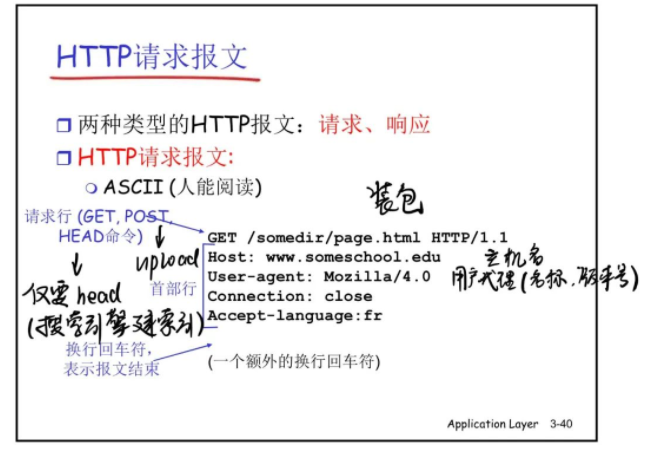 HTTP请求报文
两种类型的HTTP报文：请求、响应
HTTP请求报文:
ASCII (人能阅读)
装包
请求行 (GET, POST,
HEAD命令)
GET /somedir/page.html HTTP/1.1
Host: www.someschool.edu
主机名
upload
User-agent: Mozilla/4.0
用户代理(名称.版本号)
仅要head
首部行
Connection: close
(搜索引擎建索引)
Accept-language:fr
换行回车符，
表示报文结束
(一个额外的换行回车符)
Application Layer 3-40